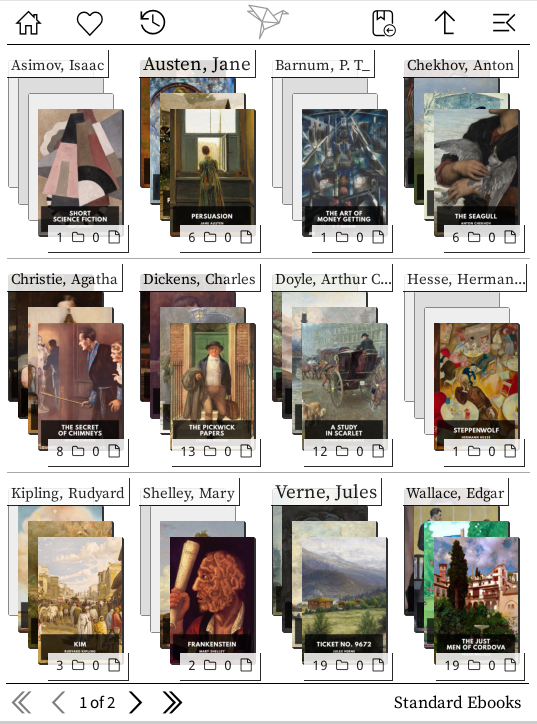 Asimov, Isaac
Austen, Jane
Barnum, P. T_
Chekhov, Anton
SHORT
SCIENCE FICTION
PERSUASION
JANE AUSTEN
THE ART OF
MONEY GETTING
THE SEAGULL
ANTON CHEKHOV
1 0
6 0
1 0
6 0
Christie, Agatha
Dickens, Charles
Doyle, Arthur C...
Hesse, Herman...
THE SECRET
OF CHIMNEYS
THE PICKWICK
PAPERS
A STUDY
IN SCARLET
STEPPENWOLF
HERMANN HESSE
8 0
13 0
12 0
1 0
Kipling, Rudyard
Shelley, Mary
Verne, Jules
Wallace, Edgar
KIM
RUDYARD KIPLING
FRANKENSTEIN
MARY SHELLEY
TICKET NO. 9672
JULES VERNE
THE JUST
MEN OF CORDOVA
3 0
2 0
19 0
19 0
1 of 2
Standard Ebooks